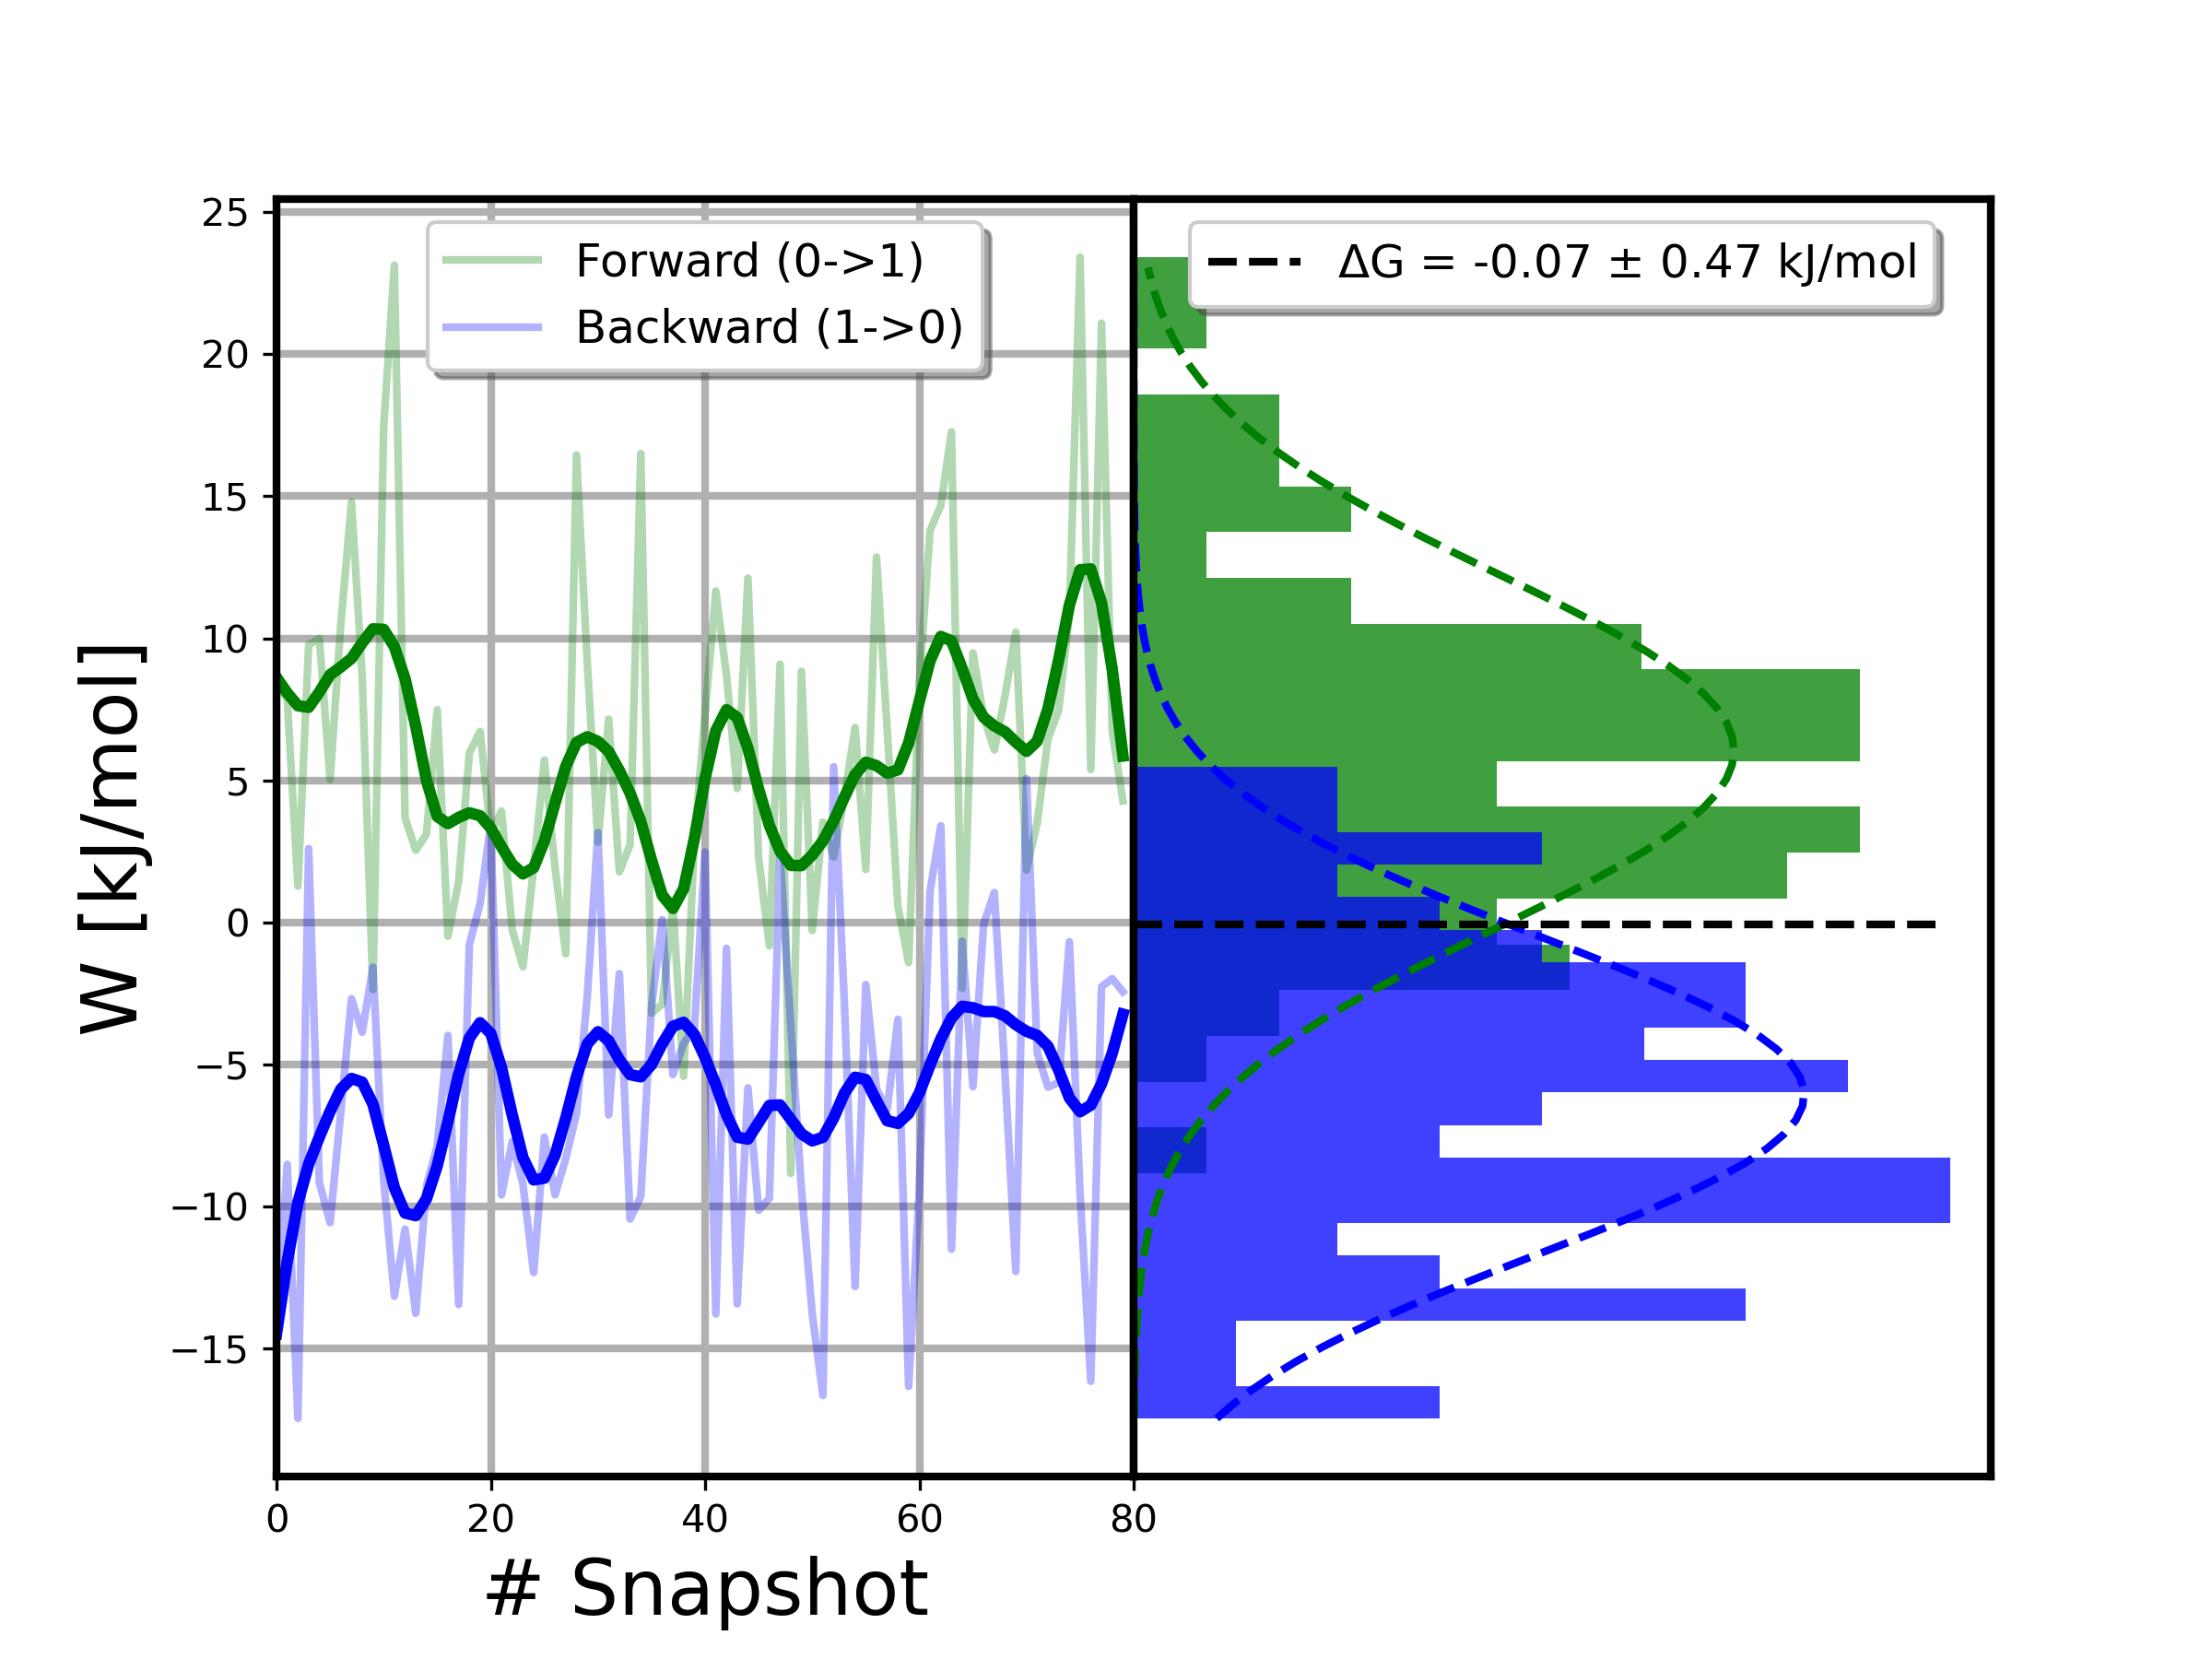 Forward (0->1)
Backward (1->0)
ΔG = -0.07 ± 0.47 kJ/mol
W [kJ/mol]
25
20
15
10
5
0
−5
−10
−15
0 20 40 60 80
# Snapshot